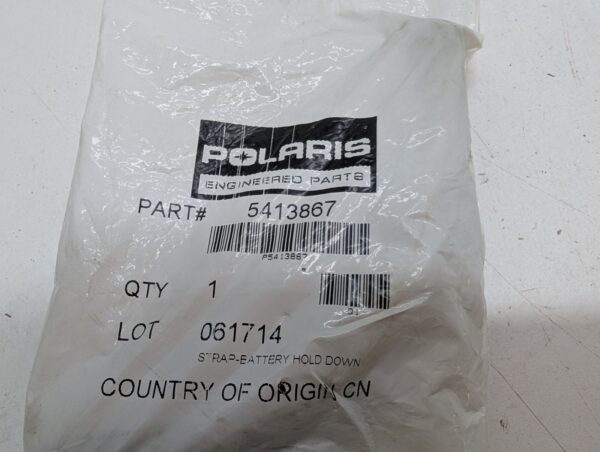 POLARIS
ENGINEERED PARTS
PART# 5413867
P5413867
QTY 1
LOT 061714
STRAP-BATTERY HOLD DOWN
COUNTRY OF ORIGIN CN